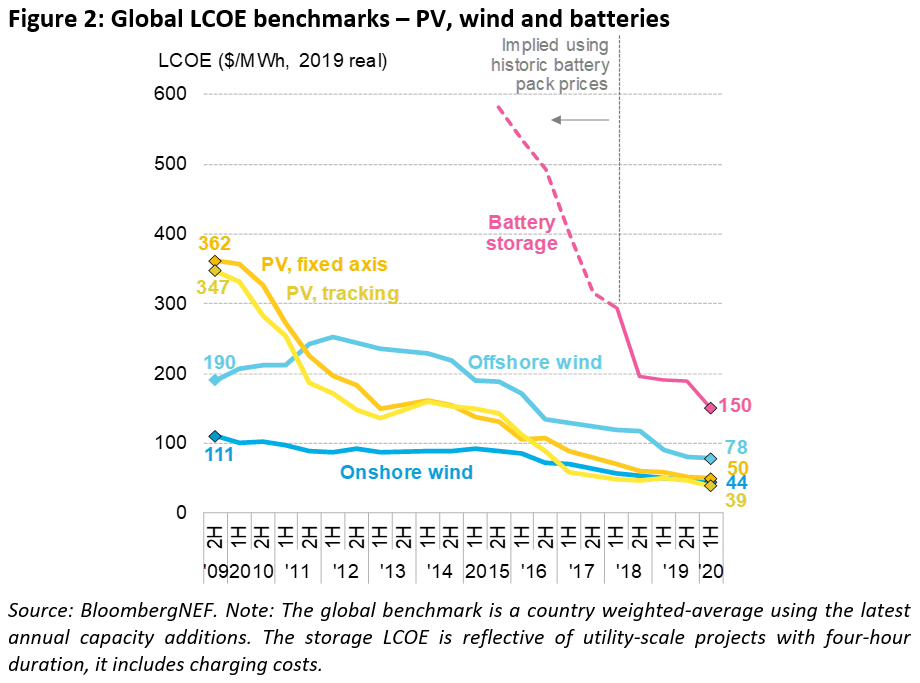 Figure 2: Global LCOE benchmarks – PV, wind and batteries
LCOE ($/MWh, 2019 real)
Implied using
historic battery
pack prices
600
500
400
300
200
100
0
362
347
190
111
PV, fixed axis
PV, tracking
Battery
storage
Offshore wind
Onshore wind
150
78
50
44
39
2H 1H 2H 1H 2H 1H 2H 1H 2H 1H 2H 1H 2H 1H 2H 1H 2H 1H 2H 1H 2H 1H
'09 2010 '11 '12 '13 '14 2015 '16 '17 '18 '19 '20
Source: BloombergNEF. Note: The global benchmark is a country weighted-average using the latest
annual capacity additions. The storage LCOE is reflective of utility-scale projects with four-hour
duration, it includes charging costs.